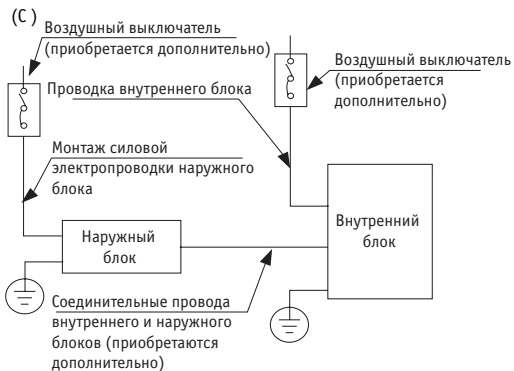 (C)
Воздушный выключатель
(приобретается дополнительно)
Воздушный выключатель
(приобретается
дополнительно)
Проводка внутреннего блока
Монтаж силовой
электропроводки наружного
блока
Наружный
блок
Внутренний
блок
Соединительные провода
внутреннего и наружного
блоков (приобретаются
дополнительно)